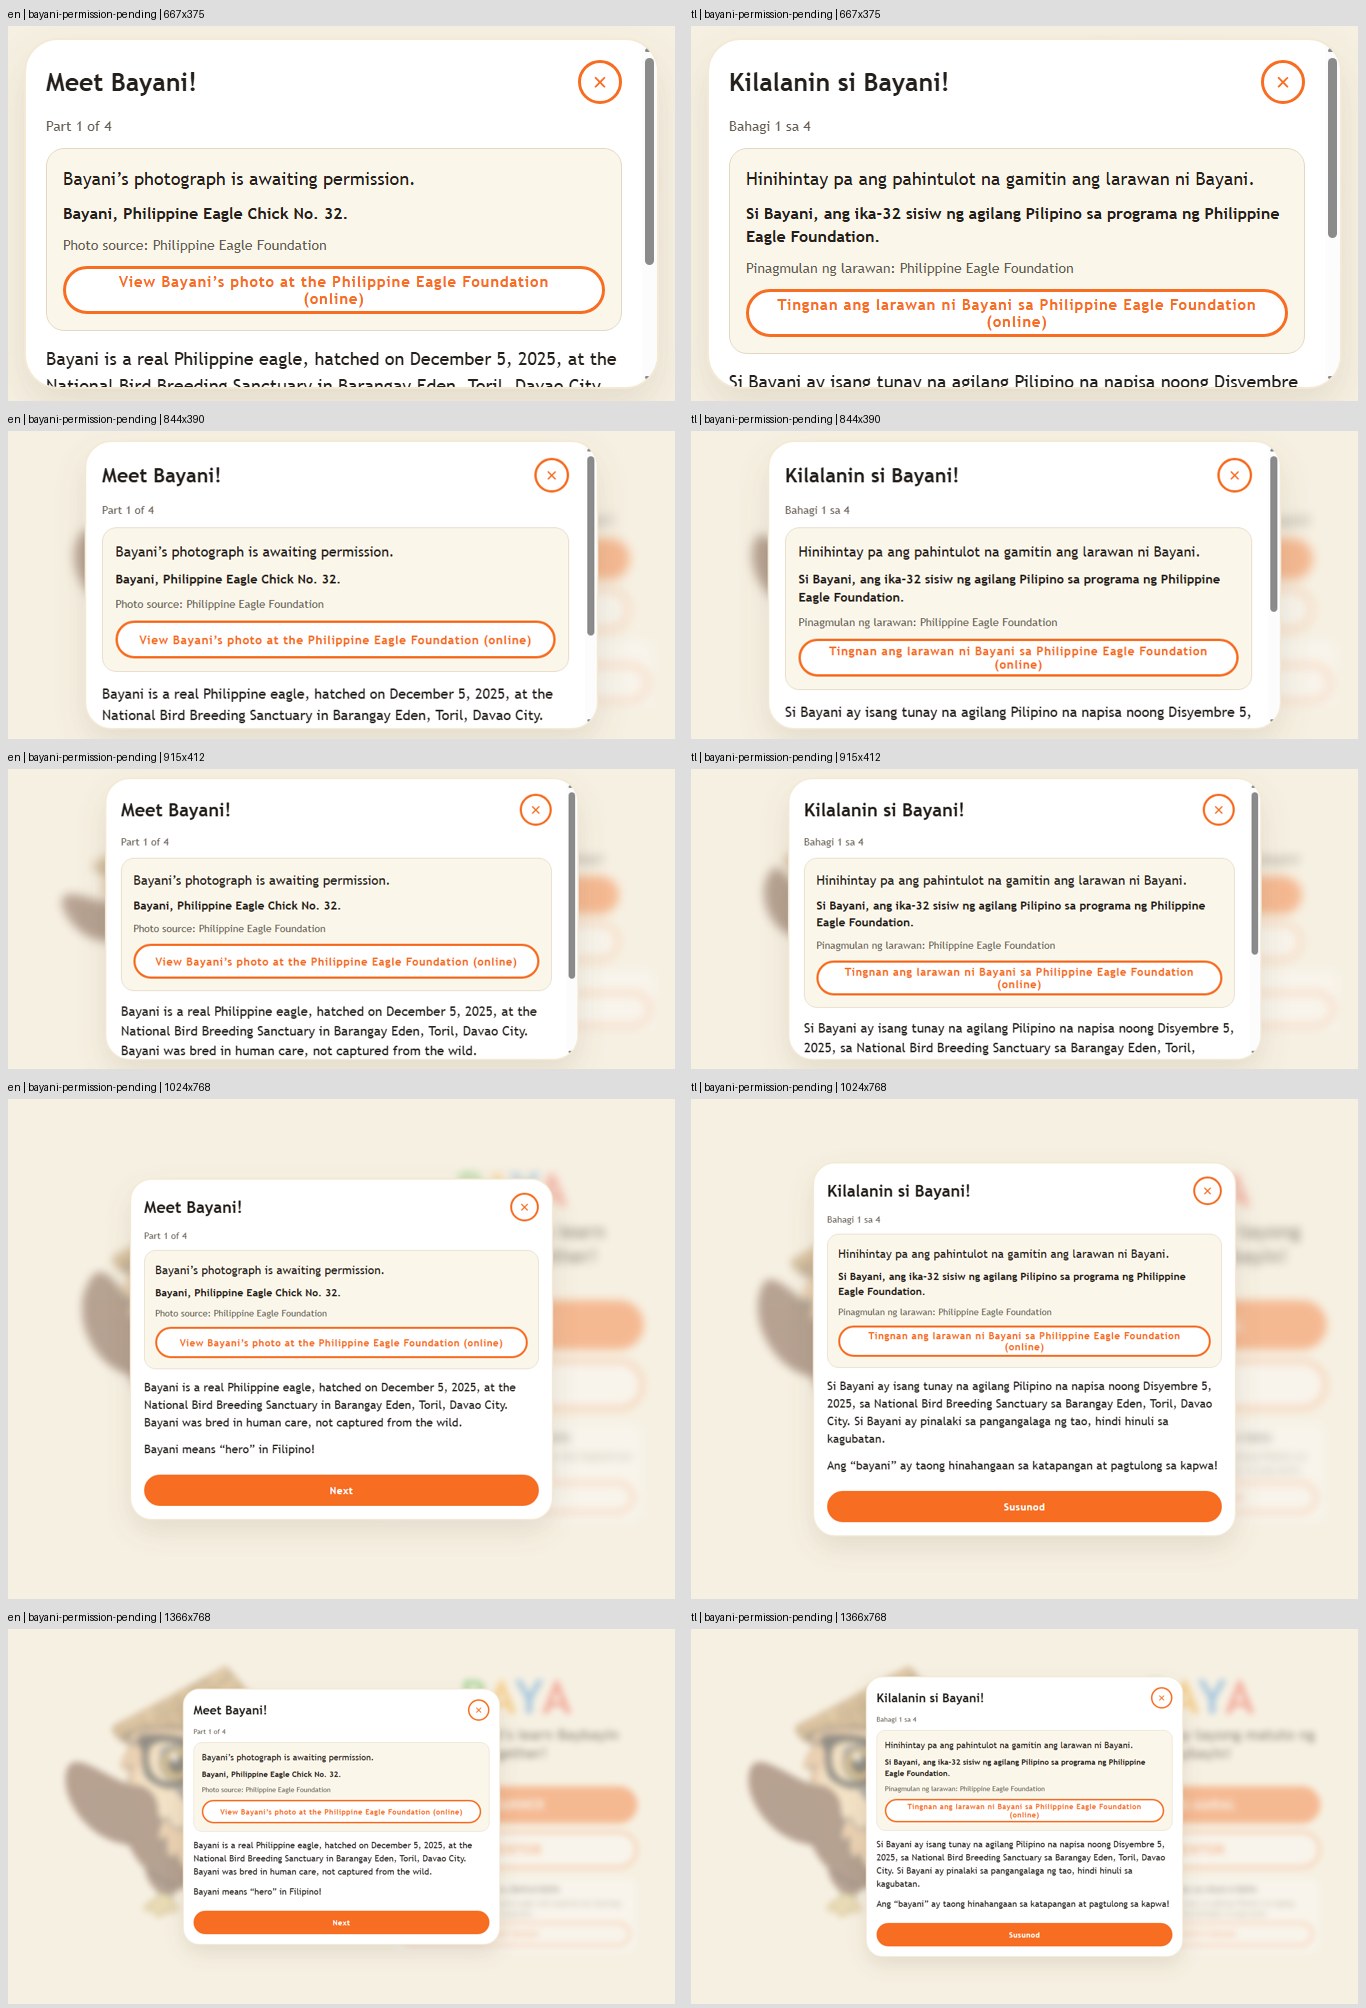 en | bayani-permission-pending | 667x375
Meet Bayani!
×
Part 1 of 4
Bayani’s photograph is awaiting permission.
Bayani, Philippine Eagle Chick No. 32.
Photo source: Philippine Eagle Foundation
View Bayani’s photo at the Philippine Eagle Foundation
(online)
Bayani is a real Philippine eagle, hatched on December 5, 2025, at the
National Bird Breeding Sanctuary in Barangay Eden, Toril, Davao City.
tl | bayani-permission-pending | 667x375
Kilalanin si Bayani!
×
Bahagi 1 sa 4
Hinihintay pa ang pahintulot na gamitin ang larawan ni Bayani.
Si Bayani, ang ika-32 sisiw ng agilang Pilipino sa programa ng Philippine
Eagle Foundation.
Pinagmulan ng larawan: Philippine Eagle Foundation
Tingnan ang larawan ni Bayani sa Philippine Eagle Foundation
(online)
Si Bayani ay isang tunay na agilang Pilipino na napisa noong Disyembre
en | bayani-permission-pending | 844x390
Meet Bayani!
×
Part 1 of 4
Bayani’s photograph is awaiting permission.
Bayani, Philippine Eagle Chick No. 32.
Photo source: Philippine Eagle Foundation
View Bayani’s photo at the Philippine Eagle Foundation (online)
Bayani is a real Philippine eagle, hatched on December 5, 2025, at the
National Bird Breeding Sanctuary in Barangay Eden, Toril, Davao City.
tl | bayani-permission-pending | 844x390
Kilalanin si Bayani!
×
Bahagi 1 sa 4
Hinihintay pa ang pahintulot na gamitin ang larawan ni Bayani.
Si Bayani, ang ika-32 sisiw ng agilang Pilipino sa programa ng Philippine
Eagle Foundation.
Pinagmulan ng larawan: Philippine Eagle Foundation
Tingnan ang larawan ni Bayani sa Philippine Eagle Foundation
(online)
Si Bayani ay isang tunay na agilang Pilipino na napisa noong Disyembre 5,
en | bayani-permission-pending | 915x412
Meet Bayani!
×
Part 1 of 4
Bayani’s photograph is awaiting permission.
Bayani, Philippine Eagle Chick No. 32.
Photo source: Philippine Eagle Foundation
View Bayani’s photo at the Philippine Eagle Foundation (online)
Bayani is a real Philippine eagle, hatched on December 5, 2025, at the
National Bird Breeding Sanctuary in Barangay Eden, Toril, Davao City.
Bayani was bred in human care, not captured from the wild.
tl | bayani-permission-pending | 915x412
Kilalanin si Bayani!
×
Bahagi 1 sa 4
Hinihintay pa ang pahintulot na gamitin ang larawan ni Bayani.
Si Bayani, ang ika-32 sisiw ng agilang Pilipino sa programa ng Philippine
Eagle Foundation.
Pinagmulan ng larawan: Philippine Eagle Foundation
Tingnan ang larawan ni Bayani sa Philippine Eagle Foundation
(online)
Si Bayani ay isang tunay na agilang Pilipino na napisa noong Disyembre 5,
2025, sa National Bird Breeding Sanctuary sa Barangay Eden, Toril,
en | bayani-permission-pending | 1024x768
Meet Bayani!
×
Part 1 of 4
Bayani’s photograph is awaiting permission.
Bayani, Philippine Eagle Chick No. 32.
Photo source: Philippine Eagle Foundation
View Bayani’s photo at the Philippine Eagle Foundation (online)
Bayani is a real Philippine eagle, hatched on December 5, 2025, at the
National Bird Breeding Sanctuary in Barangay Eden, Toril, Davao City.
Bayani was bred in human care, not captured from the wild.
Bayani means “hero” in Filipino!
Next
tl | bayani-permission-pending | 1024x768
Kilalanin si Bayani!
×
Bahagi 1 sa 4
Hinihintay pa ang pahintulot na gamitin ang larawan ni Bayani.
Si Bayani, ang ika-32 sisiw ng agilang Pilipino sa programa ng Philippine
Eagle Foundation.
Pinagmulan ng larawan: Philippine Eagle Foundation
Tingnan ang larawan ni Bayani sa Philippine Eagle Foundation
(online)
Si Bayani ay isang tunay na agilang Pilipino na napisa noong Disyembre 5,
2025, sa National Bird Breeding Sanctuary sa Barangay Eden, Toril, Davao
City. Si Bayani ay pinalaki sa pangangalaga ng tao, hindi hinuli sa
kagubatan.
Ang “bayani” ay taong hinahangaan sa katapangan at pagtulong sa kapwa!
Susunod
en | bayani-permission-pending | 1366x768
Meet Bayani!
×
Part 1 of 4
Bayani’s photograph is awaiting permission.
Bayani, Philippine Eagle Chick No. 32.
Photo source: Philippine Eagle Foundation
View Bayani’s photo at the Philippine Eagle Foundation (online)
Bayani is a real Philippine eagle, hatched on December 5, 2025, at the
National Bird Breeding Sanctuary in Barangay Eden, Toril, Davao City.
Bayani was bred in human care, not captured from the wild.
Bayani means “hero” in Filipino!
Next
tl | bayani-permission-pending | 1366x768
Kilalanin si Bayani!
×
Bahagi 1 sa 4
Hinihintay pa ang pahintulot na gamitin ang larawan ni Bayani.
Si Bayani, ang ika-32 sisiw ng agilang Pilipino sa programa ng Philippine
Eagle Foundation.
Pinagmulan ng larawan: Philippine Eagle Foundation
Tingnan ang larawan ni Bayani sa Philippine Eagle Foundation
(online)
Si Bayani ay isang tunay na agilang Pilipino na napisa noong Disyembre 5,
2025, sa National Bird Breeding Sanctuary sa Barangay Eden, Toril, Davao
City. Si Bayani ay pinalaki sa pangangalaga ng tao, hindi hinuli sa
kagubatan.
Ang “bayani” ay taong hinahangaan sa katapangan at pagtulong sa kapwa!
Susunod